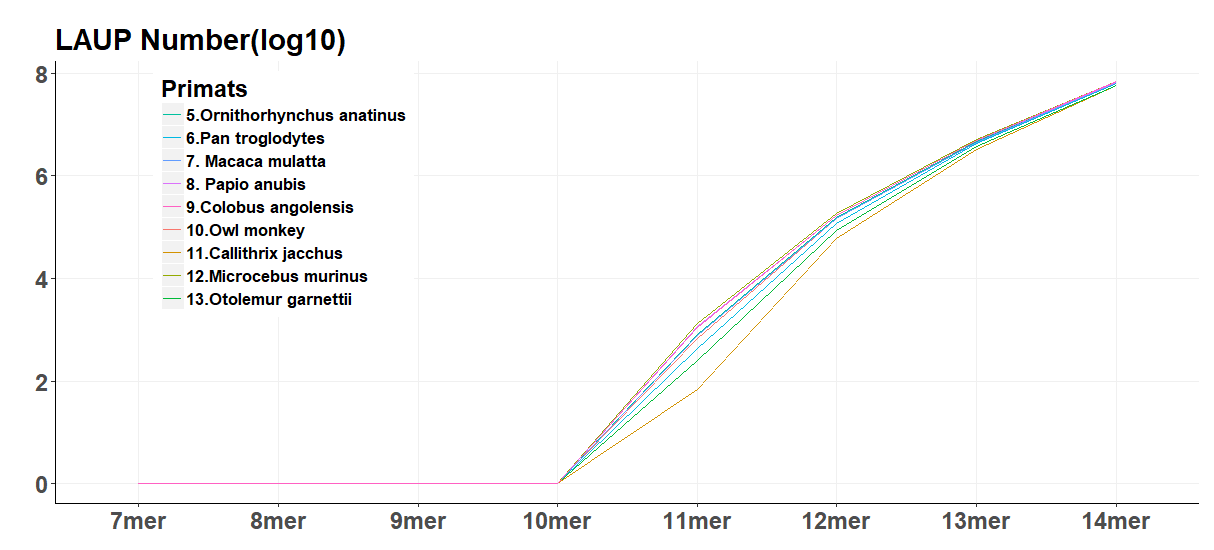 LAUP Number(log10)
8
6
4
2
0
Primats
5.Ornithorhynchus anatinus
6.Pan troglodytes
7. Macaca mulatta
8. Papio anubis
9.Colobus angolensis
10.Owl monkey
11.Callithrix jacchus
12.Microcebus murinus
13.Otolemur garnettii
7mer 8mer 9mer 10mer 11mer 12mer 13mer 14mer